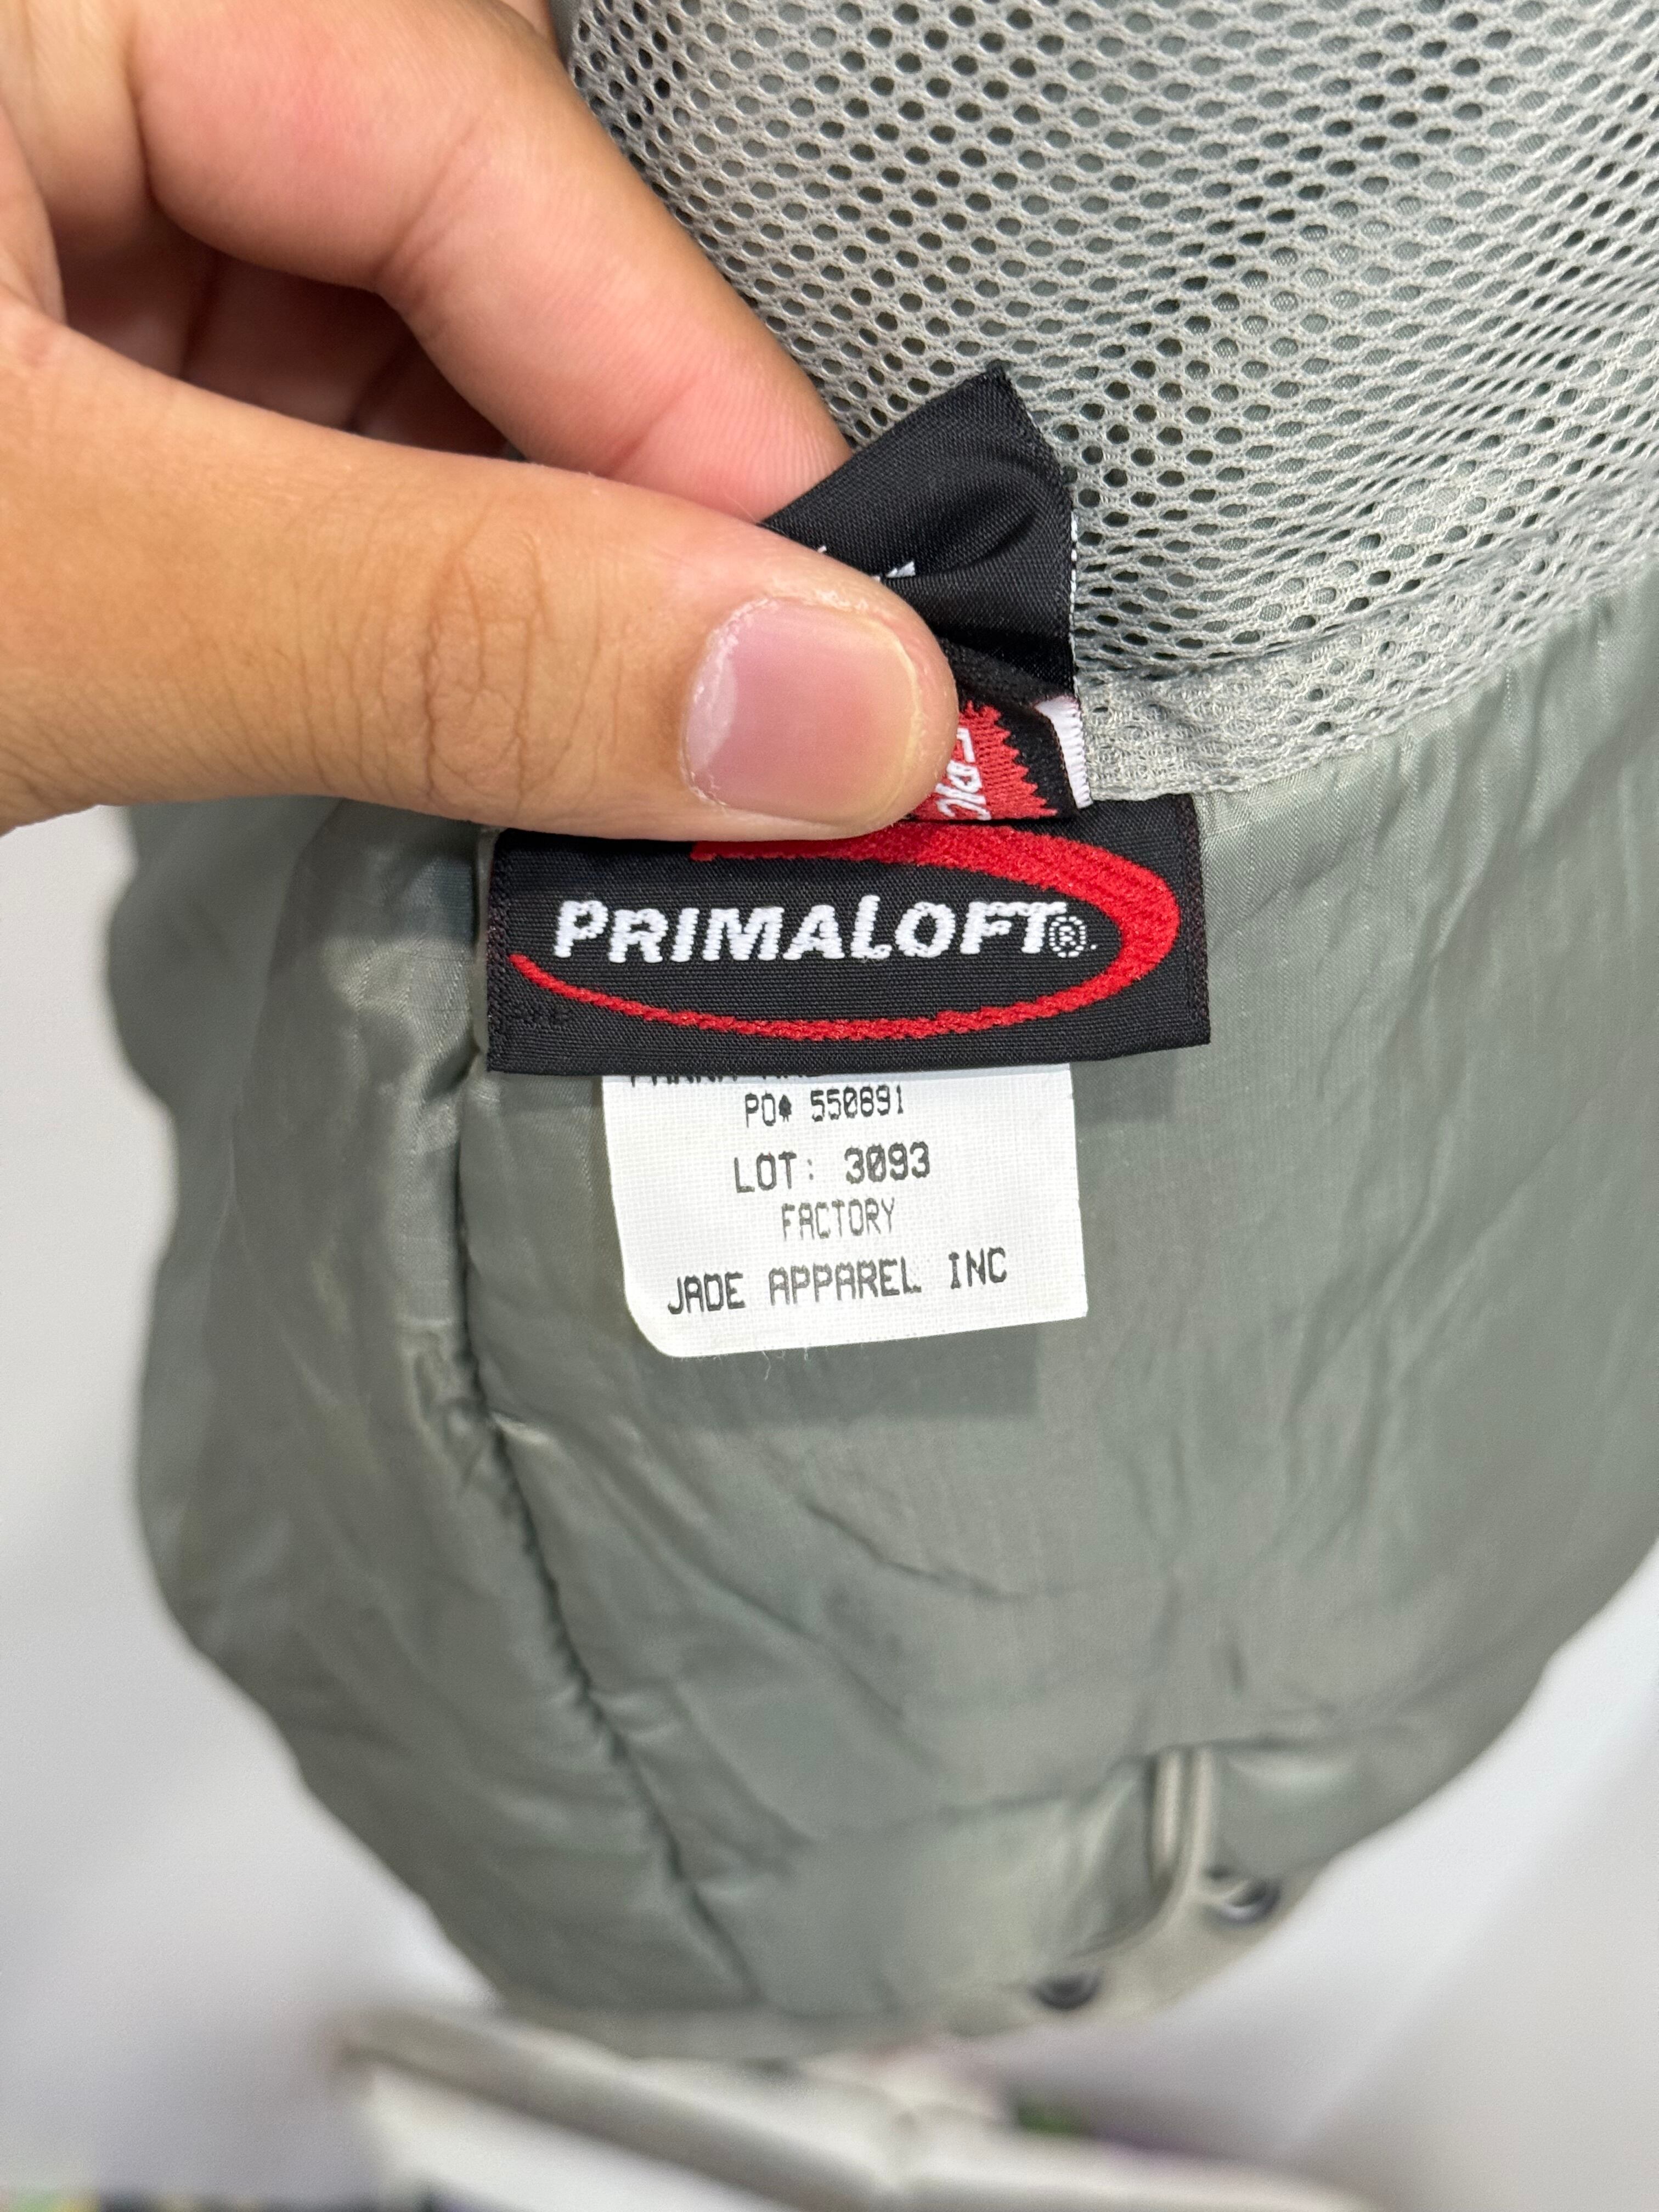 PRIMALOFT®
PO# 550891
LOT: 3093
FACTORY
JADE APPAREL INC